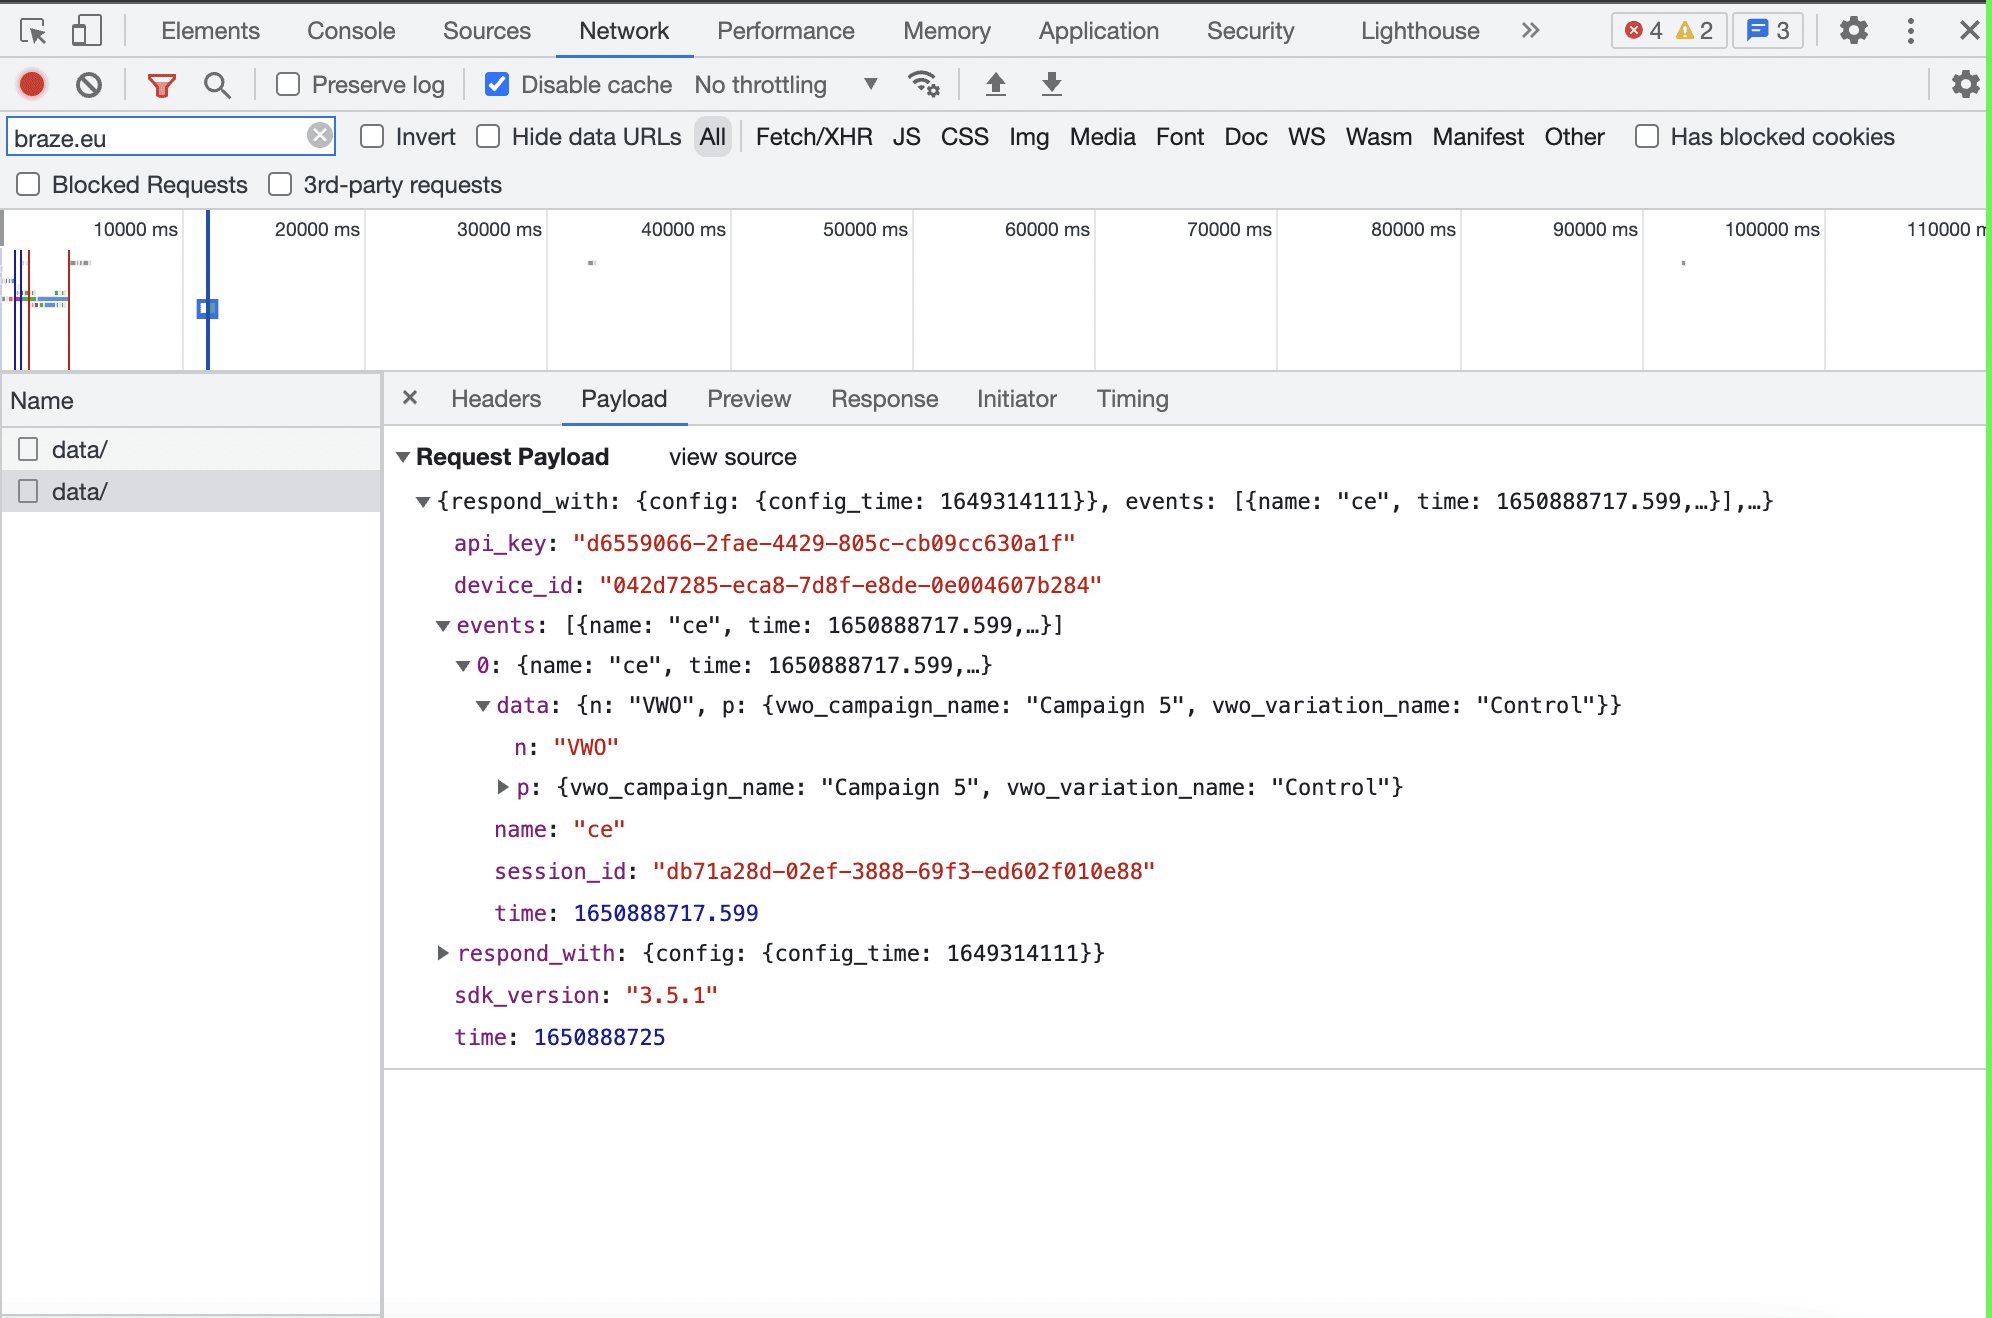 Elements Console Sources Network Performance Memory Application Security Lighthouse 4 2 3
Preserve log Disable cache No throttling
braze.eu Invert Hide data URLs All Fetch/XHR JS CSS Img Media Font Doc WS Wasm Manifest Other Has blocked cookies
Blocked Requests 3rd-party requests
10000 ms 20000 ms 30000 ms 40000 ms 50000 ms 60000 ms 70000 ms 80000 ms 90000 ms 100000 ms 110000 m
Name
data/
data/
Headers Payload Preview Response Initiator Timing
Request Payload view source
{respond_with: {config: {config_time: 1649314111}}, events: [{name: "ce", time: 1650888717.599,…}],…}
api_key: "d6559066-2fae-4429-805c-cb09cc630a1f"
device_id: "042d7285-eca8-7d8f-e8de-0e004607b284"
events: [{name: "ce", time: 1650888717.599,…}]
0: {name: "ce", time: 1650888717.599,…}
data: {n: "VWO", p: {vwo_campaign_name: "Campaign 5", vwo_variation_name: "Control"}}
n: "VWO"
p: {vwo_campaign_name: "Campaign 5", vwo_variation_name: "Control"}
name: "ce"
session_id: "db71a28d-02ef-3888-69f3-ed602f010e88"
time: 1650888717.599
respond_with: {config: {config_time: 1649314111}}
sdk_version: "3.5.1"
time: 1650888725